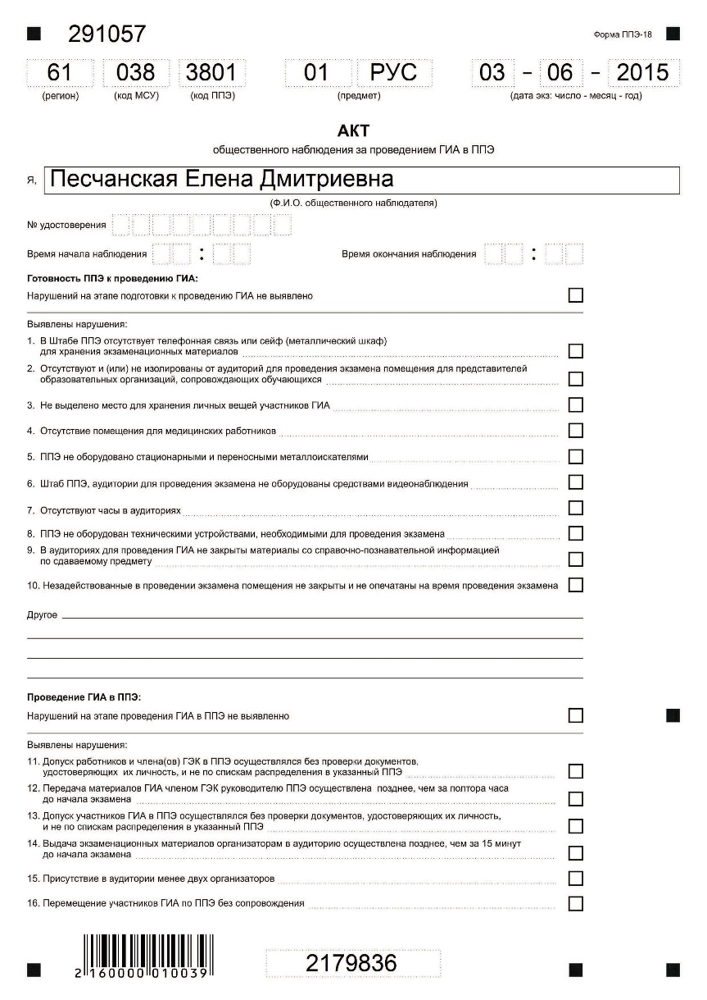 291057
Форма ППЭ-18
61 038 3801 01 РУС 03 - 06 - 2015
(регион) (код МСУ) (код ППЭ) (предмет) (дата экз: число - месяц - год)
АКТ
общественного наблюдения за проведением ГИА в ППЭ
Я, Песчанская Елена Дмитриевна
(Ф.И.О. общественного наблюдателя)
№ удостоверения
Время начала наблюдения : Время окончания наблюдения :
Готовность ППЭ к проведению ГИА:
Нарушений на этапе подготовки к проведению ГИА не выявлено
Выявлены нарушения:
1. В Штабе ППЭ отсутствует телефонная связь или сейф (металлический шкаф)
для хранения экзаменационных материалов
2. Отсутствуют и (или) не изолированы от аудиторий для проведения экзамена помещения для представителей
образовательных организаций, сопровождающих обучающихся
3. Не выделено место для хранения личных вещей участников ГИА
4. Отсутствие помещения для медицинских работников
5. ППЭ не оборудовано стационарными и переносными металлоискателями
6. Штаб ППЭ, аудитории для проведения экзамена не оборудованы средствами видеонаблюдения
7. Отсутствуют часы в аудиториях
8. ППЭ не оборудован техническими устройствами, необходимыми для проведения экзамена
9. В аудиториях для проведения ГИА не закрыты материалы со справочно-познавательной информацией
по сдаваемому предмету
10. Незадействованные в проведении экзамена помещения не закрыты и не опечатаны на время проведения экзамена
Другое
Проведение ГИА в ППЭ:
Нарушений на этапе проведения ГИА в ППЭ не выявленно
Выявлены нарушения:
11. Допуск работников и члена(ов) ГЭК в ППЭ осуществлялся без проверки документов,
удостоверяющих их личность, и не по спискам распределения в указанный ППЭ
12. Передача материалов ГИА членом ГЭК руководителю ППЭ осуществлена позднее, чем за полтора часа
до начала экзамена
13. Допуск участников ГИА в ППЭ осуществлялся без проверки документов, удостоверяющих их личность,
и не по спискам распределения в указанный ППЭ
14. Выдача экзаменационных материалов организаторам в аудиторию осуществлена позднее, чем за 15 минут
до начала экзамена
15. Присутствие в аудитории менее двух организаторов
16. Перемещение участников ГИА по ППЭ без сопровождения
2 160000 010039
2179836